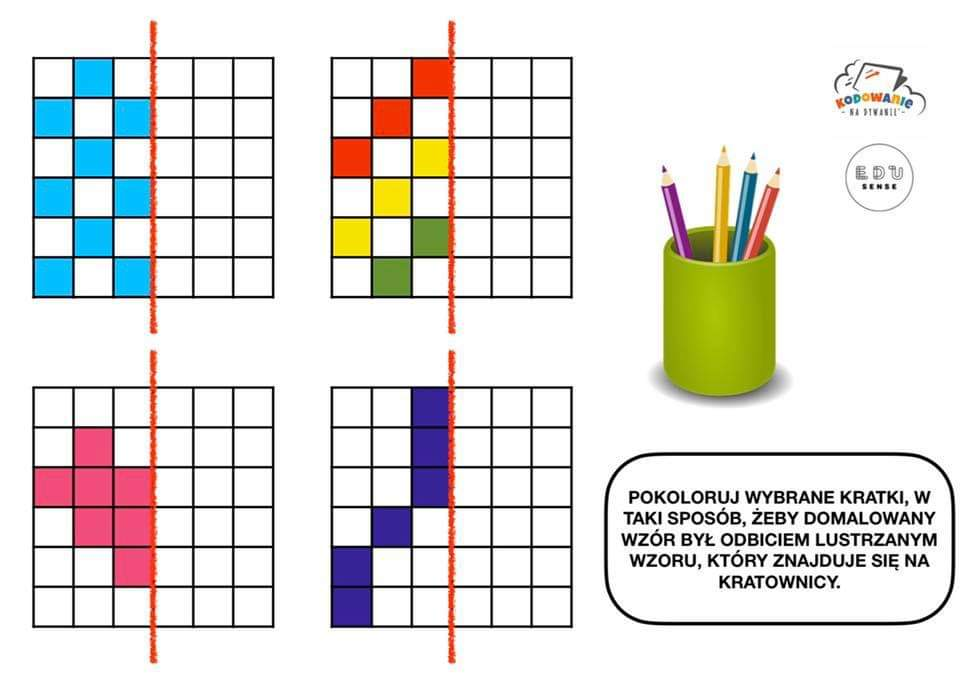 KODOWANIE
- NA DYWANIE -
EDU
SENSE
POKOLORUJ WYBRANE KRATKI, W
TAKI SPOSÓB, ŻEBY DOMALOWANY
WZÓR BYŁ ODBICIEM LUSTRZANYM
WZORU, KTÓRY ZNAJDUJE SIĘ NA
KRATOWNICY.